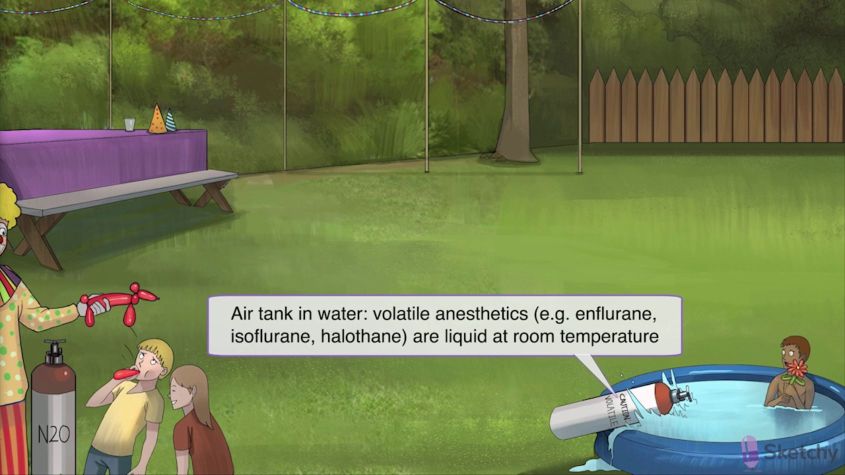 Air tank in water: volatile anesthetics (e.g. enflurane,
isoflurane, halothane) are liquid at room temperature
N2O
CAUTION
VOLATILE
Sketchy